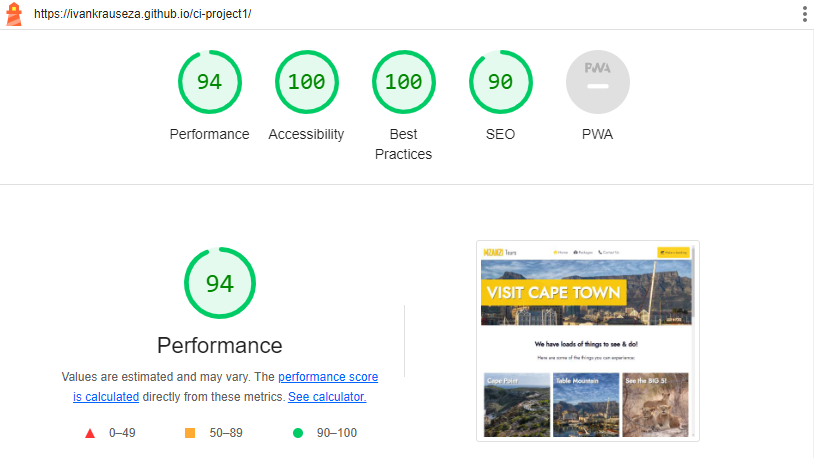 https://ivankrauseza.github.io/ci-project1/
94 100 100 90 PWA
Performance Accessibility Best Practices SEO PWA
94
Performance
Values are estimated and may vary. The performance score
is calculated directly from these metrics. See calculator.
0–49 50–89 90–100
MZANZI Tours Home Packages Contact Us
VISIT CAPE TOWN
We have loads of things to see & do!
Here are some of the things you can experience.
Cape Point Table Mountain See the BIG 5!